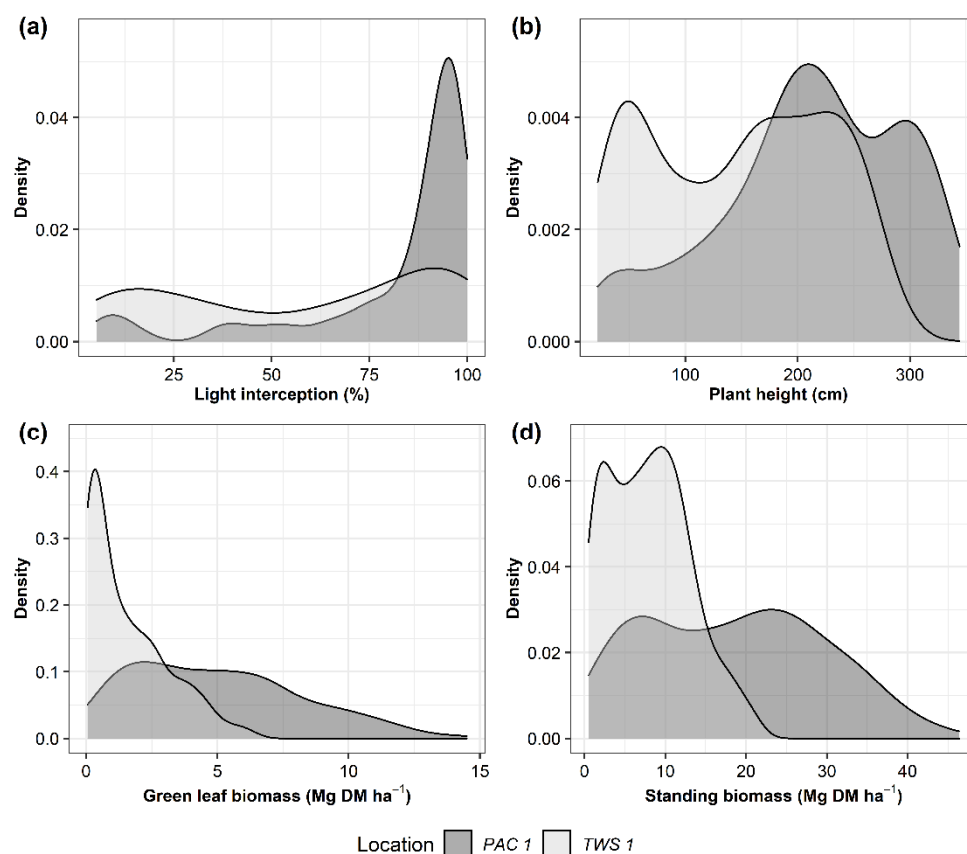 (a)
0.04
0.02
0.00
Density
25 50 75 100
Light interception (%)
(b)
0.004
0.002
0.000
Density
100 200 300
Plant height (cm)
(c)
0.4
0.3
0.2
0.1
0.0
Density
0 5 10 15
Green leaf biomass (Mg DM ha⁻¹)
(d)
0.06
0.04
0.02
0.00
Density
0 10 20 30 40
Standing biomass (Mg DM ha⁻¹)
Location PAC 1 TWS 1